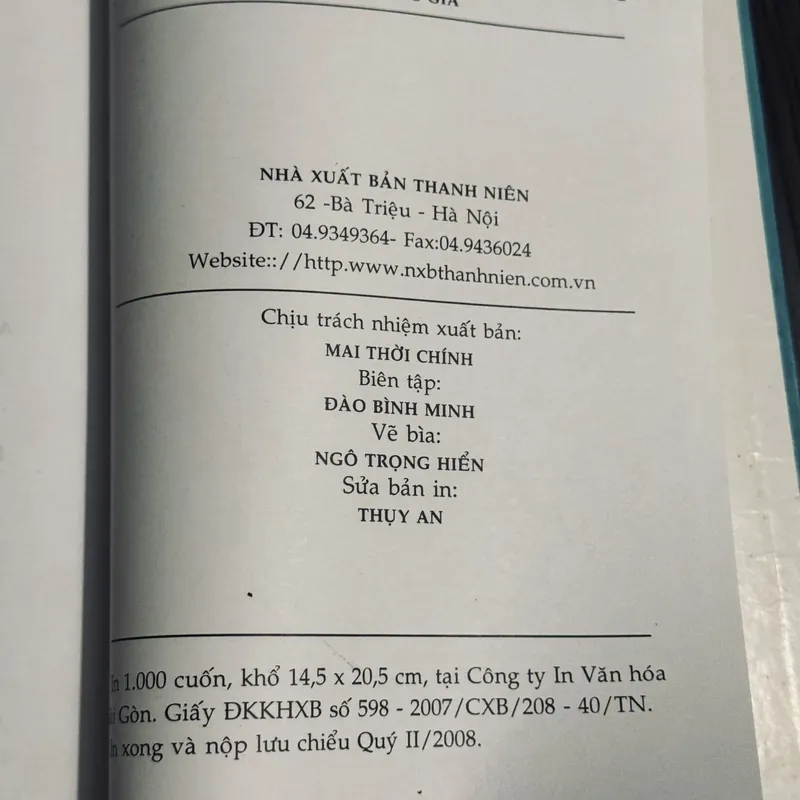 GIẢ
NHÀ XUẤT BẢN THANH NIÊN
62 -Bà Triệu - Hà Nội
ĐT: 04.9349364- Fax:04.9436024
Website:://http.www.nxbthanhnien.com.vn
Chịu trách nhiệm xuất bản:
MAI THỜI CHÍNH
Biên tập:
ĐÀO BÌNH MINH
Vẽ bìa:
NGÔ TRỌNG HIỂN
Sửa bản in:
THỤY AN
In 1.000 cuốn, khổ 14,5 x 20,5 cm, tại Công ty In Văn hóa
Gòn. Giấy ĐKKHXB số 598 - 2007/CXB/208 - 40/TN.
In xong và nộp lưu chiểu Quý II/2008.